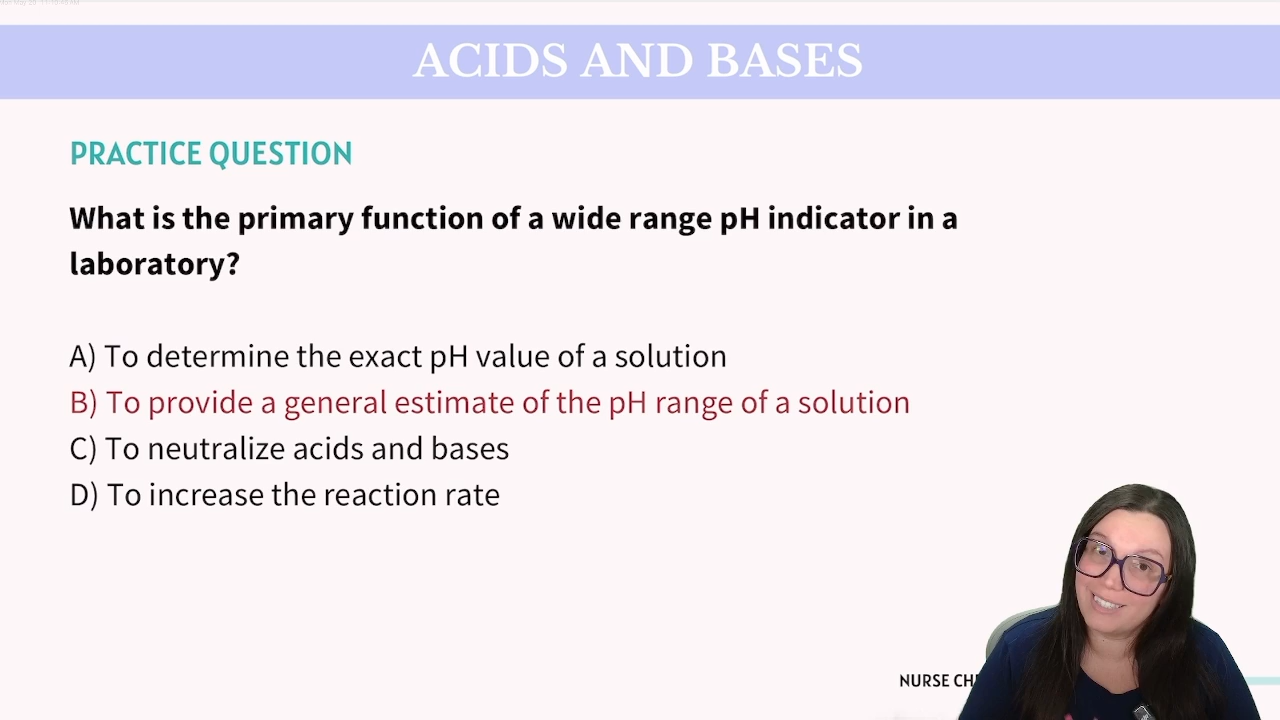 ACIDS AND BASES
PRACTICE QUESTION
What is the primary function of a wide range pH indicator in a
laboratory?
A) To determine the exact pH value of a solution
B) To provide a general estimate of the pH range of a solution
C) To neutralize acids and bases
D) To increase the reaction rate
NURSE